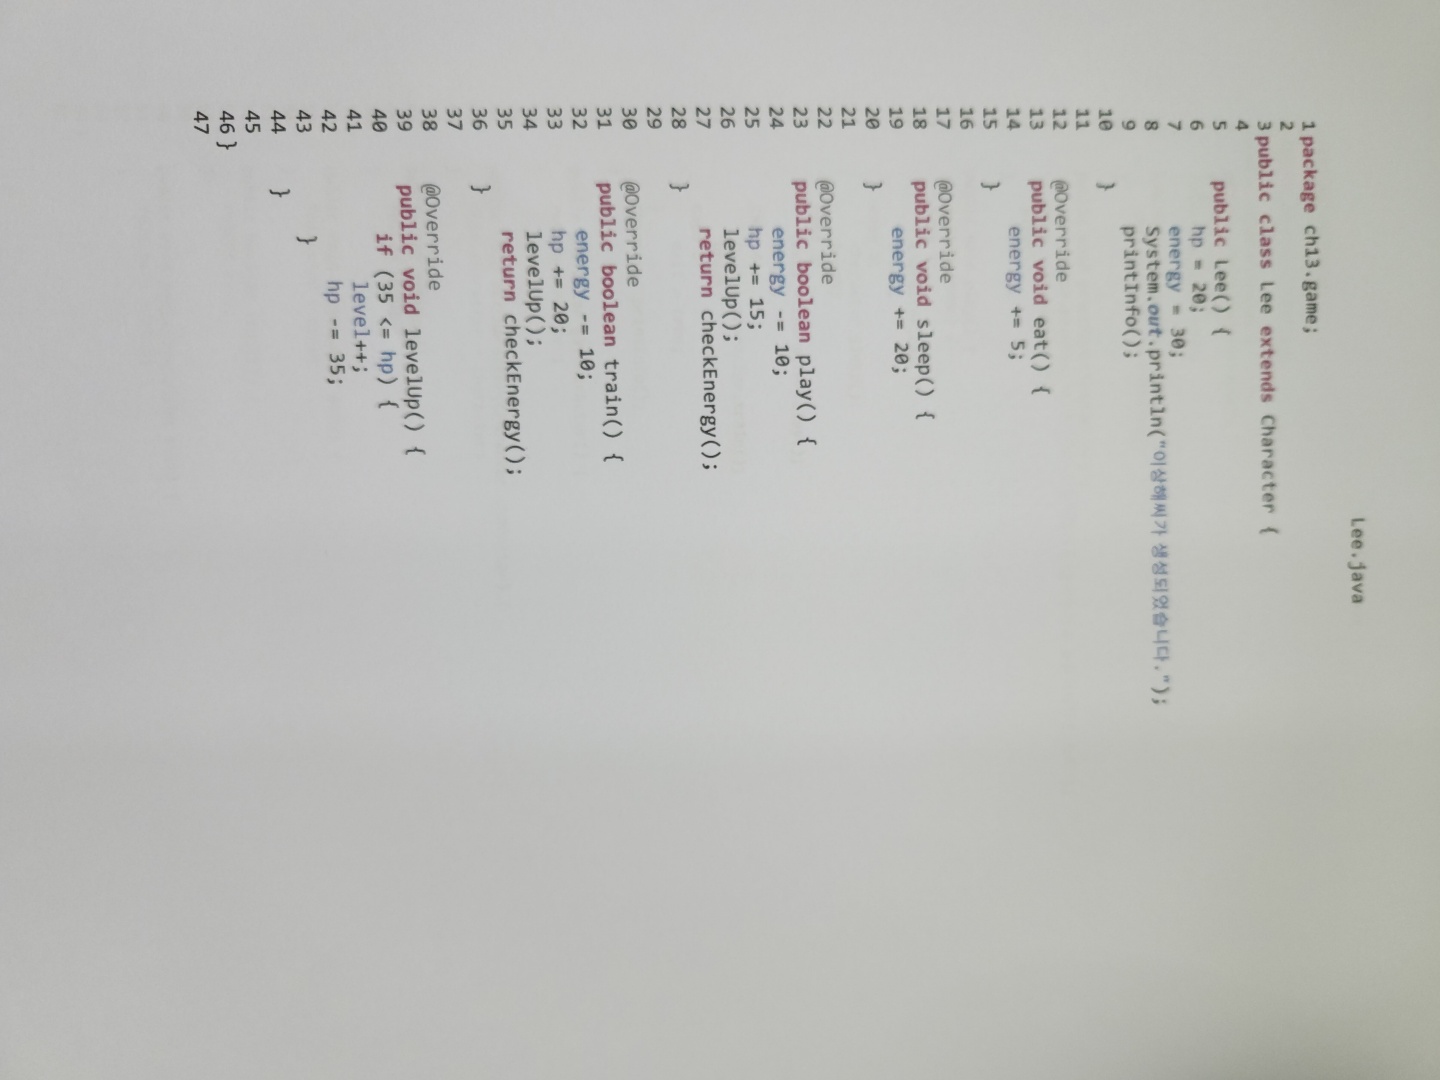 Lee.java
1 package ch13.game;
2
3 public class Lee extends Character {
4
5     public Lee() {
6         hp = 20;
7         energy = 30;
8         System.out.println("이상해씨가 생성되었습니다.");
9         printInfo();
10     }
11
12     @Override
13     public void eat() {
14         energy += 5;
15     }
16
17     @Override
18     public void sleep() {
19         energy += 20;
20     }
21
22     @Override
23     public boolean play() {
24         energy -= 10;
25         hp += 15;
26         levelUp();
27         return checkEnergy();
28     }
29
30     @Override
31     public boolean train() {
32         energy -= 10;
33         hp += 20;
34         levelUp();
35         return checkEnergy();
36     }
37
38     @Override
39     public void levelUp() {
40         if (35 <= hp) {
41             level++;
42             hp -= 35;
43         }
44     }
45
46 }
47